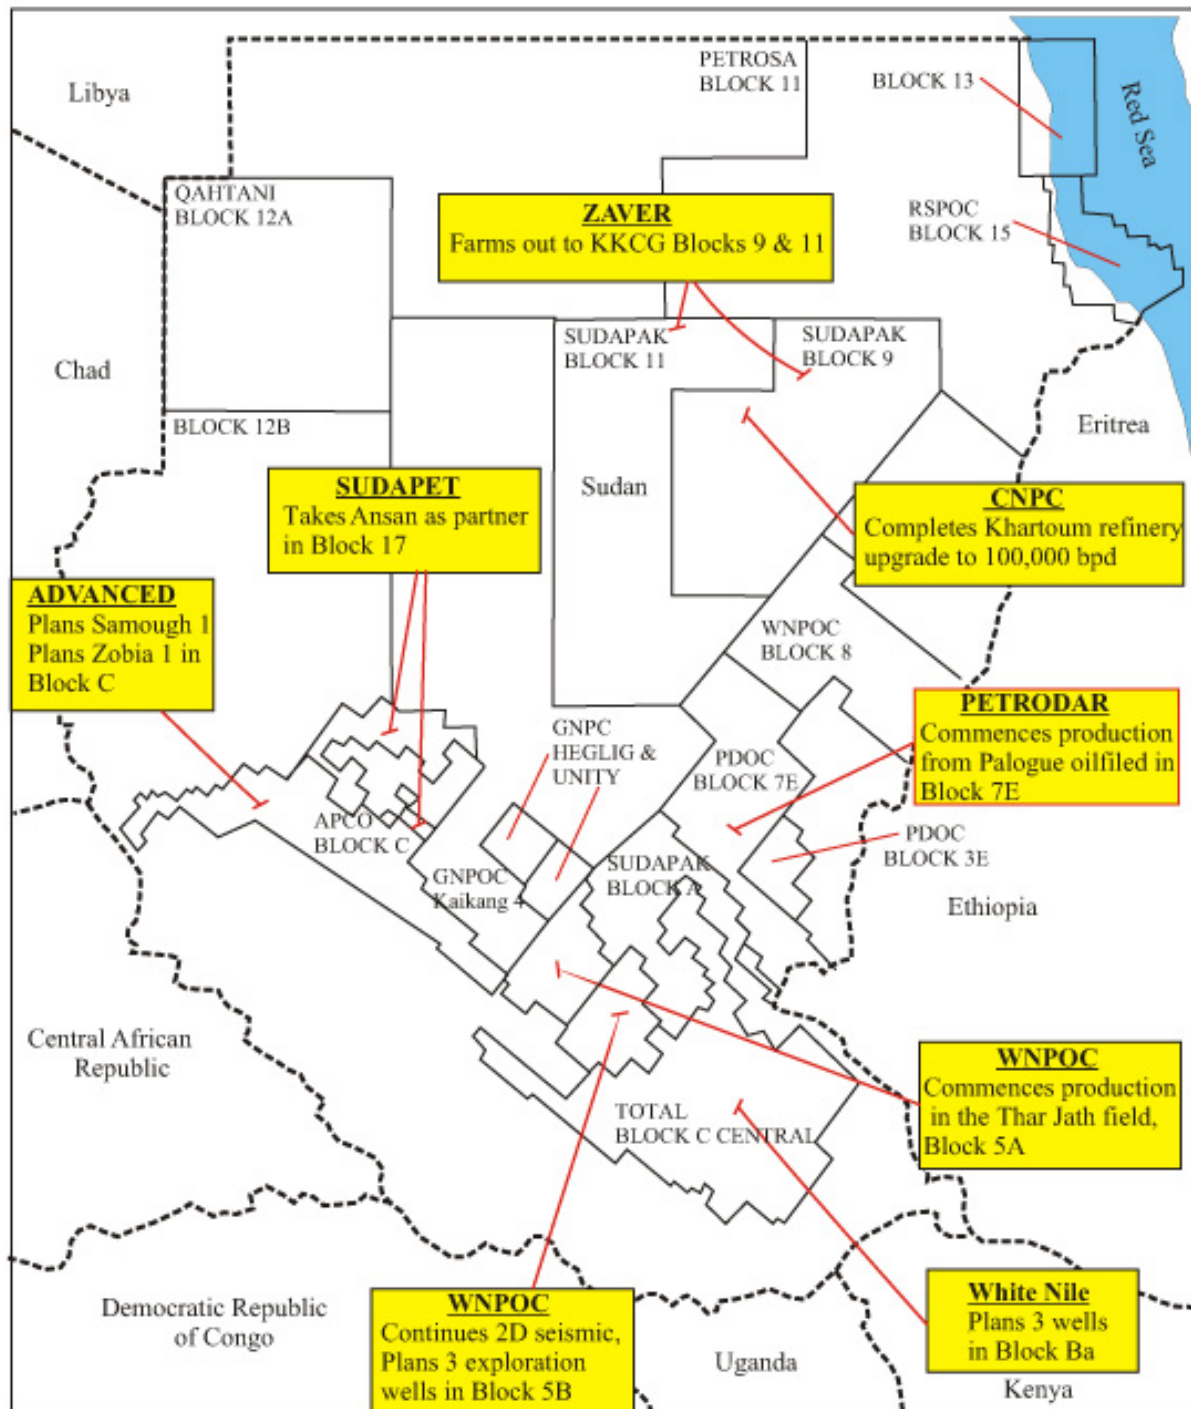 PETROSA
BLOCK 11
BLOCK 13
Libya
Red Sea
QAHTANI
BLOCK 12A
ZAVER
Farms out to KKCG Blocks 9 & 11
RSPOC
BLOCK 15
SUDAPAK
BLOCK 11
SUDAPAK
BLOCK 9
Chad
BLOCK 12B
Eritrea
SUDAPET
Takes Ansan as partner
in Block 17
Sudan
CNPC
Completes Khartoum refinery
upgrade to 100,000 bpd
ADVANCED
Plans Samough 1
Plans Zobia 1 in
Block C
WNPOC
BLOCK 8
PETRODAR
Commences production
from Palogue oilfiled in
Block 7E
GNPC
HEGLIG &
UNITY
PDOC
BLOCK 7E
APCO
BLOCK C
PDOC
BLOCK 3E
SUDAPAK
BLOCK A
GNPOC
Kaikang 4
Ethiopia
Central African
Republic
WNPOC
Commences production
in the Thar Jath field,
Block 5A
TOTAL
BLOCK C CENTRAL
Democratic Republic
of Congo
WNPOC
Continues 2D seismic,
Plans 3 exploration
wells in Block 5B
White Nile
Plans 3 wells
in Block Ba
Uganda
Kenya